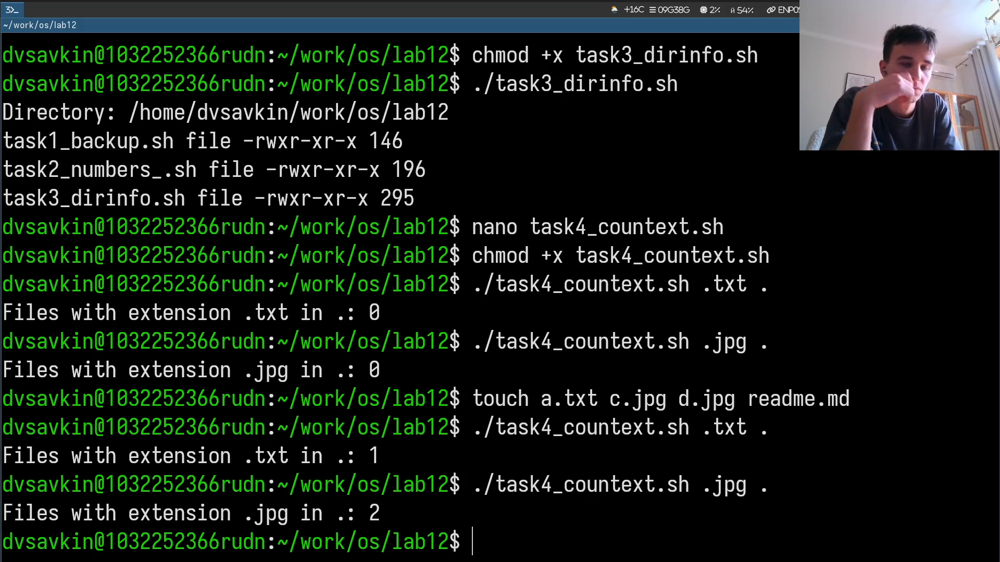 3>_
+16C 09G38G 2% й 54% ENP0
~/work/os/lab12
dvsavkin@1032252366rudn:~/work/os/lab12$ chmod +x task3_dirinfo.sh
dvsavkin@1032252366rudn:~/work/os/lab12$ ./task3_dirinfo.sh
Directory: /home/dvsavkin/work/os/lab12
task1_backup.sh file -rwxr-xr-x 146
task2_numbers_.sh file -rwxr-xr-x 196
task3_dirinfo.sh file -rwxr-xr-x 295
dvsavkin@1032252366rudn:~/work/os/lab12$ nano task4_countext.sh
dvsavkin@1032252366rudn:~/work/os/lab12$ chmod +x task4_countext.sh
dvsavkin@1032252366rudn:~/work/os/lab12$ ./task4_countext.sh .txt .
Files with extension .txt in .: 0
dvsavkin@1032252366rudn:~/work/os/lab12$ ./task4_countext.sh .jpg .
Files with extension .jpg in .: 0
dvsavkin@1032252366rudn:~/work/os/lab12$ touch a.txt c.jpg d.jpg readme.md
dvsavkin@1032252366rudn:~/work/os/lab12$ ./task4_countext.sh .txt .
Files with extension .txt in .: 1
dvsavkin@1032252366rudn:~/work/os/lab12$ ./task4_countext.sh .jpg .
Files with extension .jpg in .: 2
dvsavkin@1032252366rudn:~/work/os/lab12$